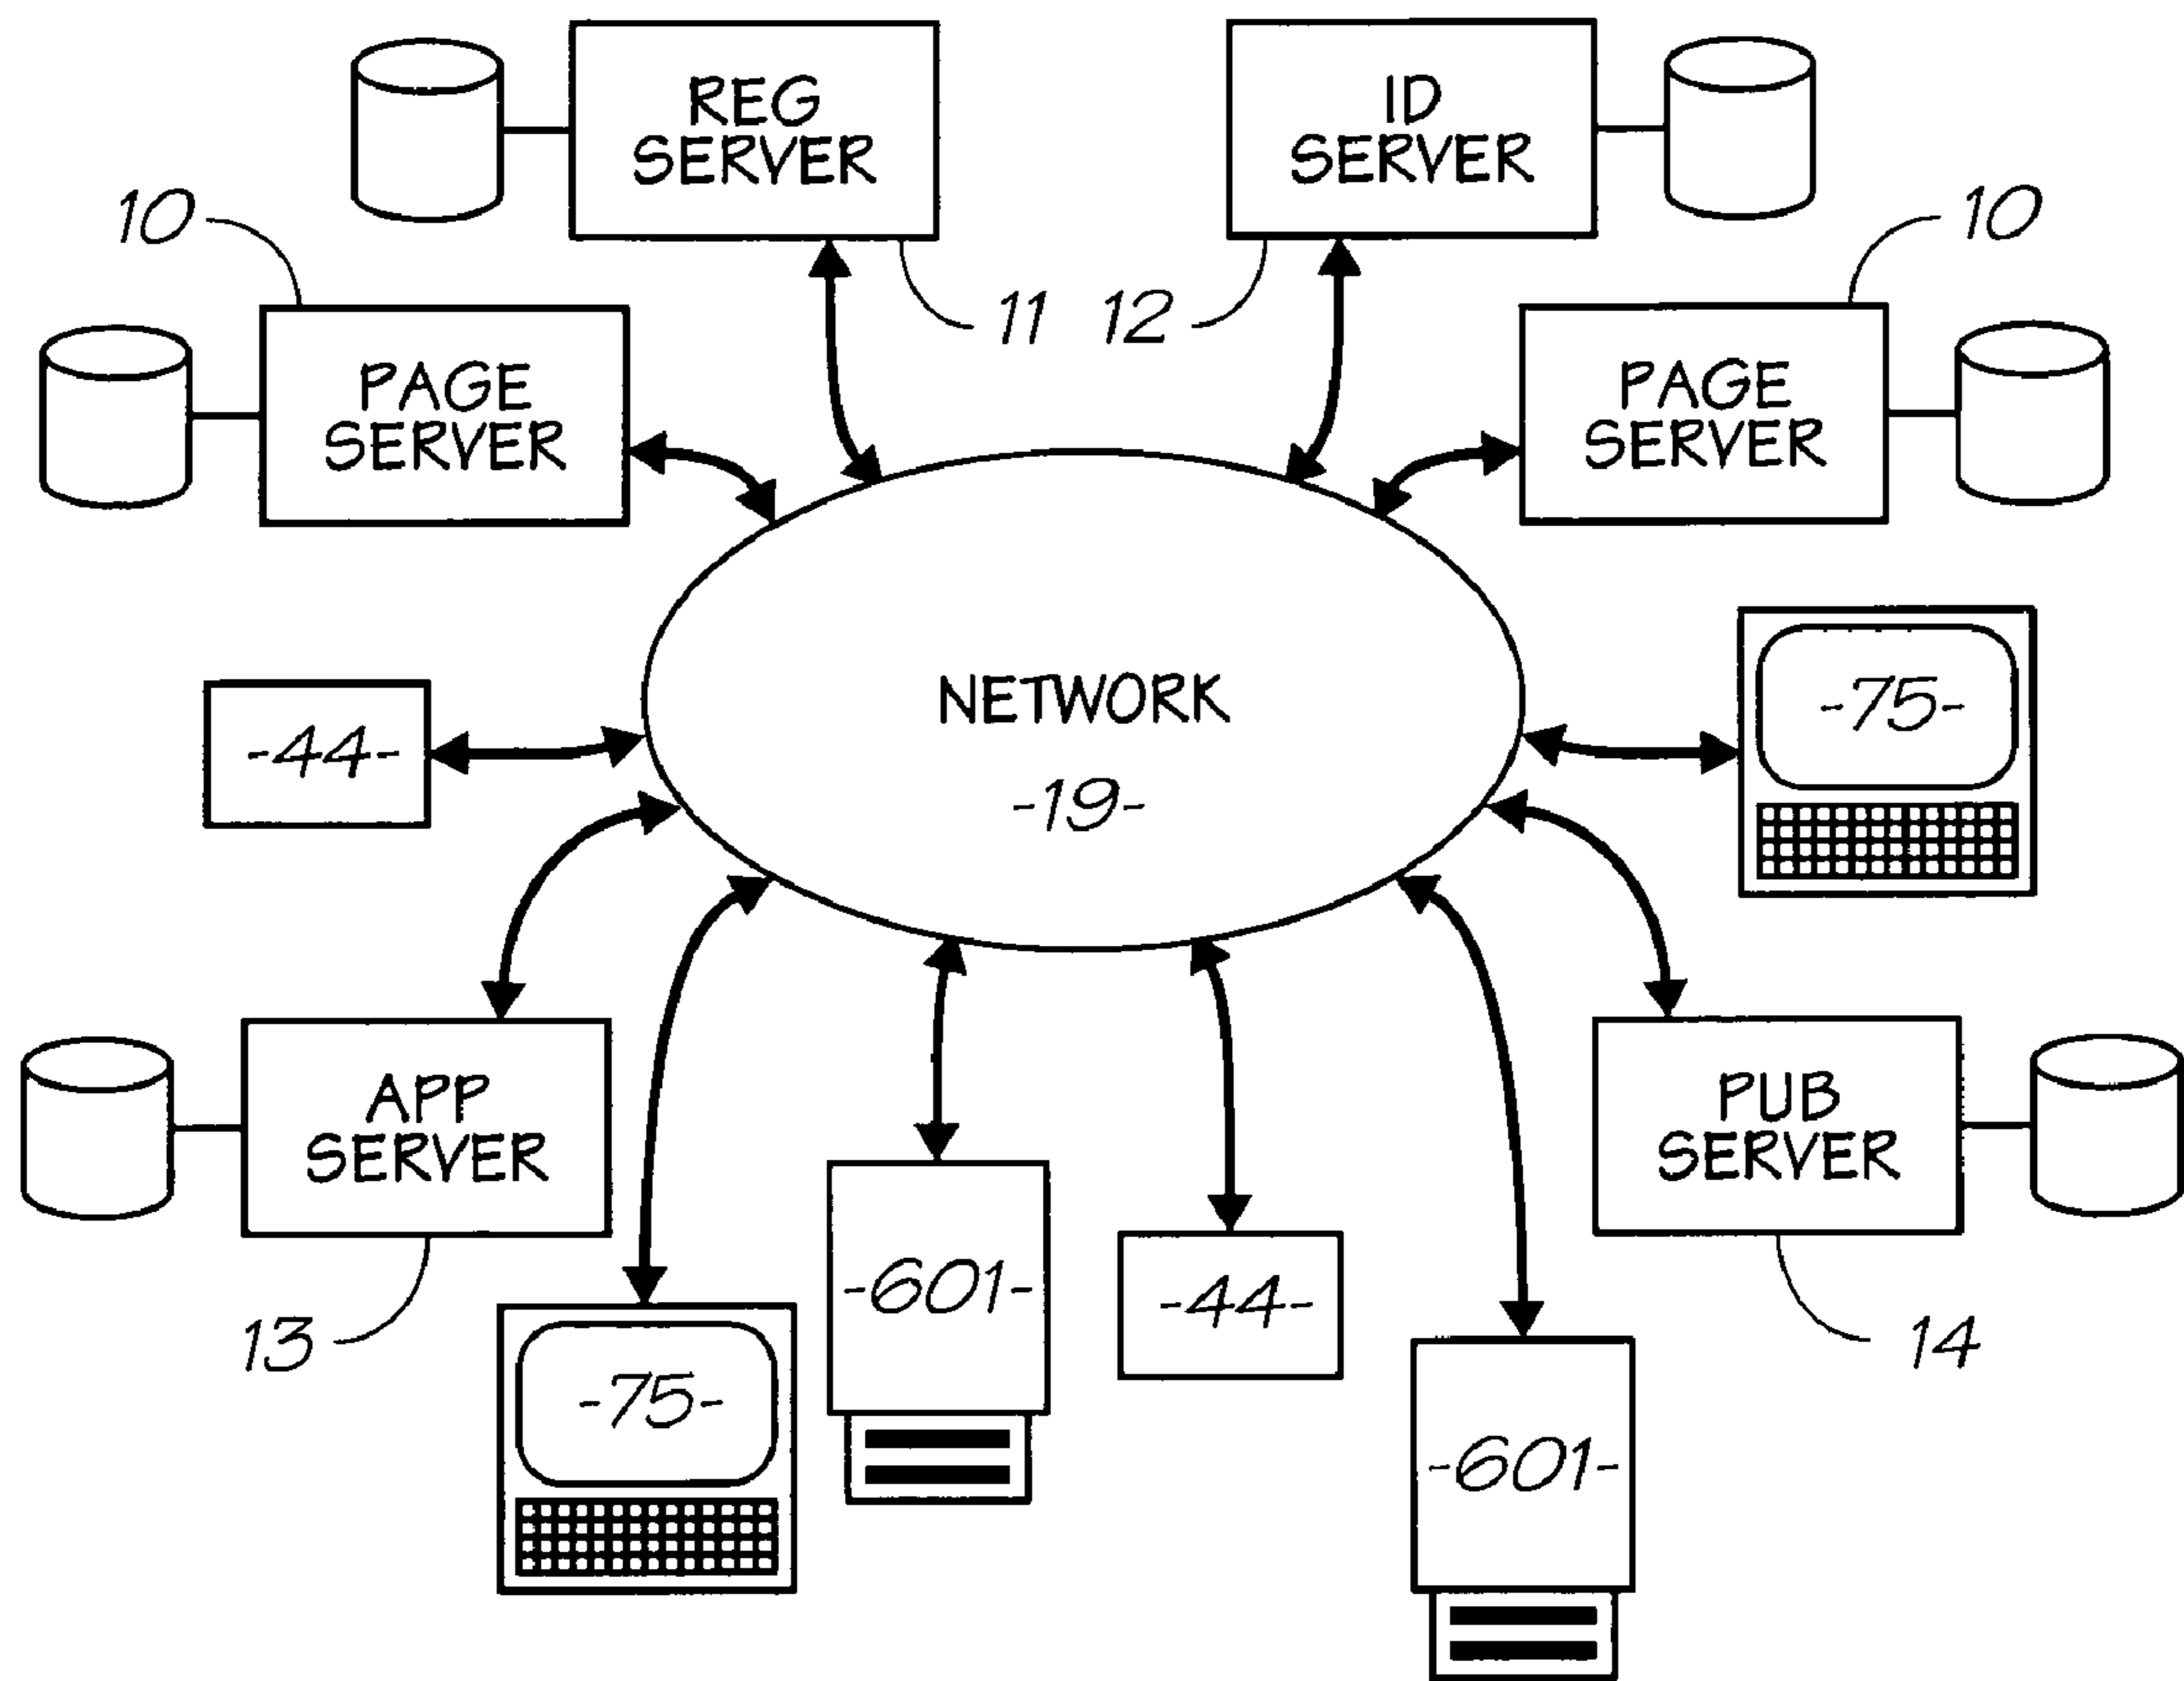 REG
SERVER
ID
SERVER
10
10
11
12
PAGE
SERVER
PAGE
SERVER
-44-
NETWORK
-19-
-75-
APP
SERVER
PUB
SERVER
13
-75-
-601-
-44-
-601-
14